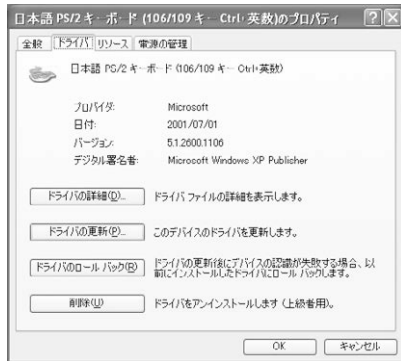 日本語 PS/2 キーボード (106/109 キー Ctrl+英数)のプロパティ
全般 ドライバ リソース 電源の管理
日本語 PS/2 キーボード (106/109 キー Ctrl+英数)
プロバイダ: Microsoft
日付: 2001/07/01
バージョン: 5.1.2600.1106
デジタル署名者: Microsoft Windows XP Publisher
ドライバの詳細(D)... ドライバ ファイルの詳細を表示します。
ドライバの更新(P)... このデバイスのドライバを更新します。
ドライバのロール バック(R) ドライバの更新後にデバイスの認識が失敗する場合、以
前にインストールしたドライバにロール バックします。
削除(U) ドライバをアンインストールします (上級者用)。
OK キャンセル